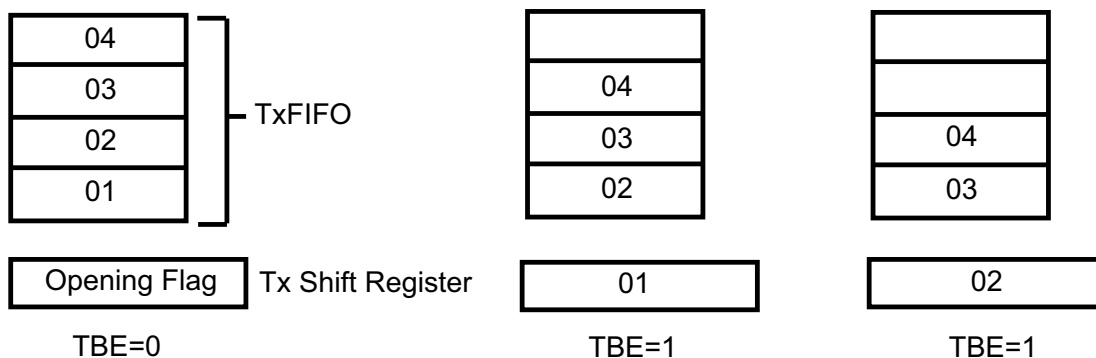 04
03
02
01
TxFIFO
Opening Flag
Tx Shift Register
TBE=0
04
03
02
01
TBE=1
04
03
02
TBE=1